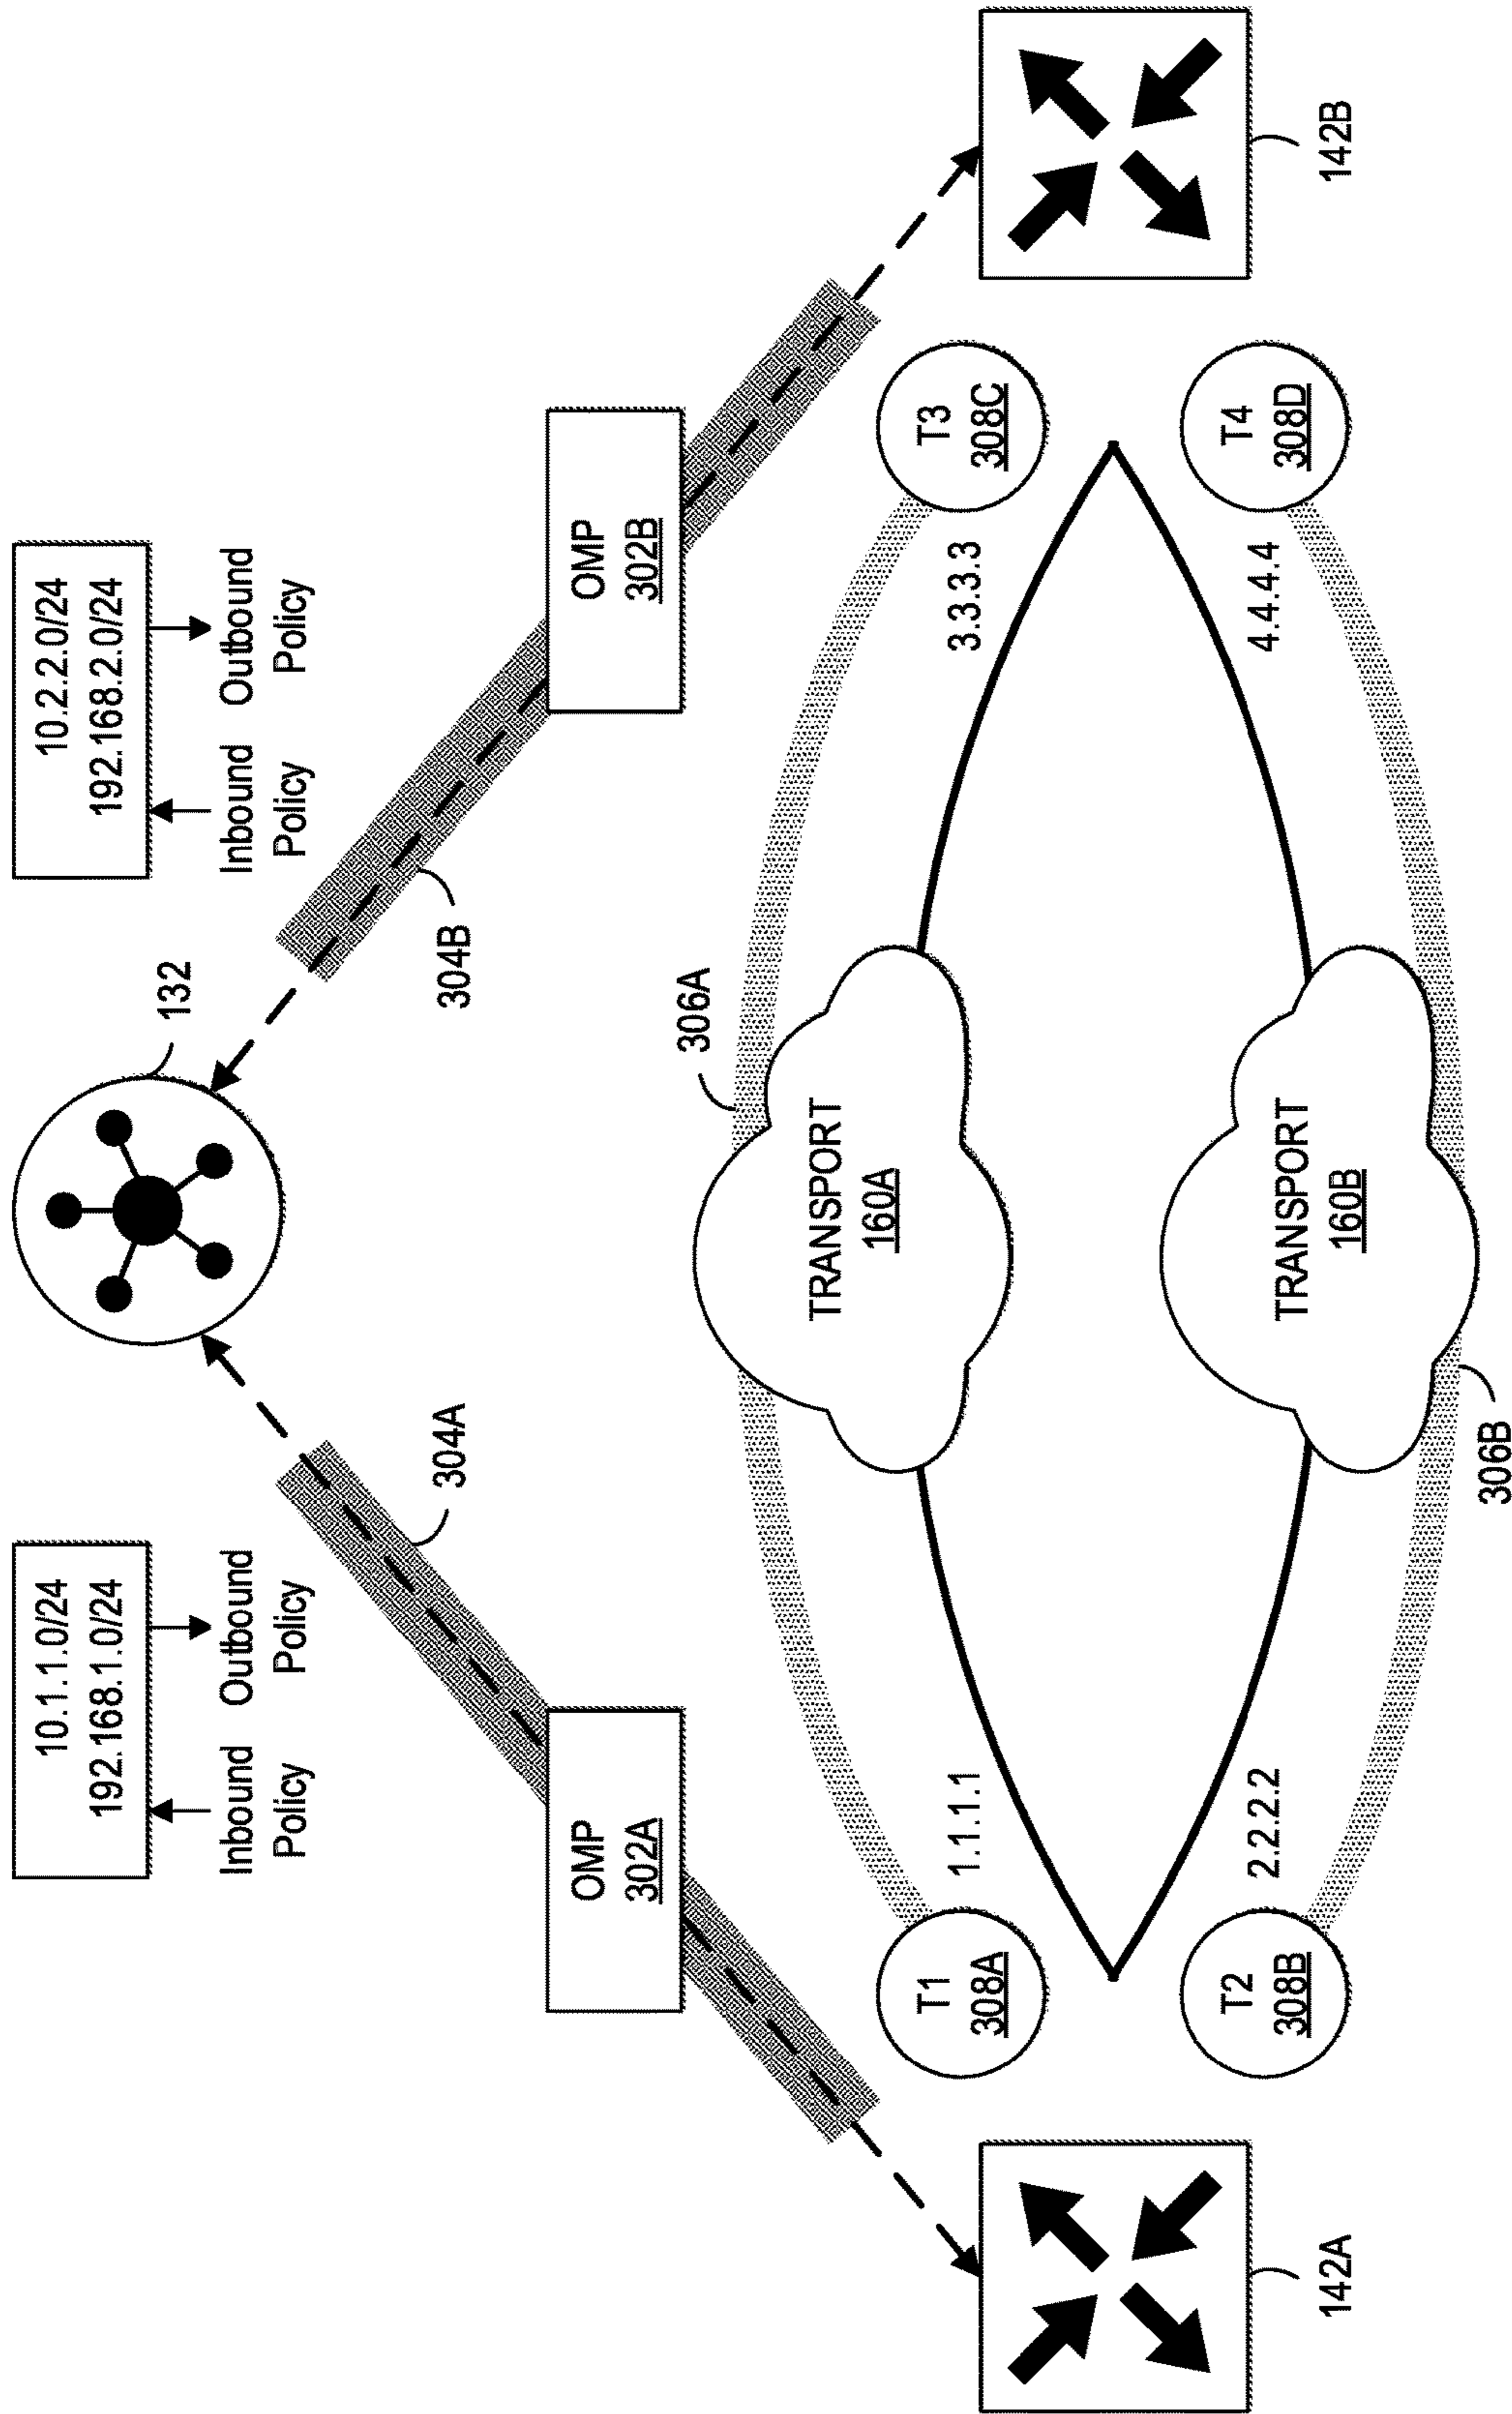 10.1.1.0/24
192.168.1.0/24
Inbound
Policy
Outbound
Policy
132
10.2.2.0/24
192.168.2.0/24
Inbound
Policy
Outbound
Policy
304A
304B
OMP
302A
OMP
302B
306A
TRANSPORT
160A
T1
308A
1.1.1.1
3.3.3.3
T3
308C
142A
142B
T2
308B
2.2.2.2
TRANSPORT
160B
4.4.4.4
T4
308D
306B